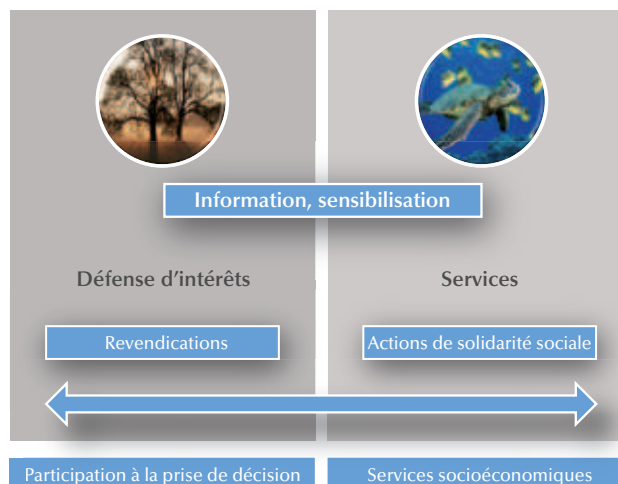 Information, sensibilisation
Défense d’intérêts
Services
Revendications
Actions de solidarité sociale
Participation à la prise de décision
Services socioéconomiques